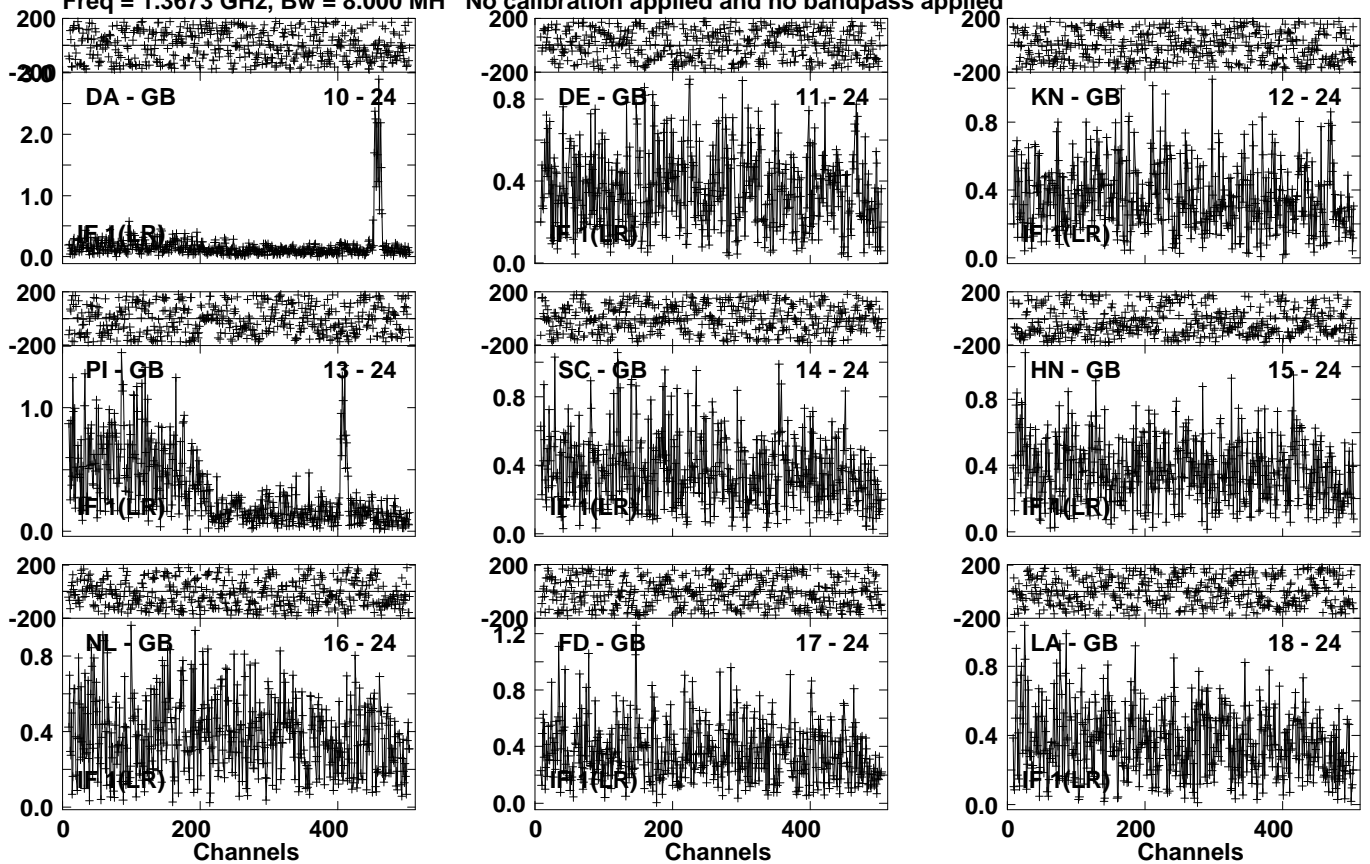 Freq = 1.3673 GHz, Bw = 8.000 MH No calibration applied and no bandpass applied
200 200 200
-200 -200 -200
3.0 DA - GB 10 - 24 DE - GB 11 - 24 KN - GB 12 - 24
2.0 0.8 0.8
1.0 0.4 0.4
IF 1(LR) IF 1(LR) IF 1(LR)
0.0 0.0 0.0
200 200 200
-200 -200 -200
PI - GB 13 - 24 SC - GB 14 - 24 HN - GB 15 - 24
1.0 0.8 0.8
0.4 0.4
IF 1(LR) IF 1(LR) IF 1(LR)
0.0 0.0 0.0
200 200 200
-200 -200 -200
NL - GB 16 - 24 1.2 FD - GB 17 - 24 LA - GB 18 - 24
0.8 0.8 0.8
0.4 0.4 0.4
IF 1(LR) IF 1(LR) IF 1(LR)
0.0 0.0 0.0
0 200 400 0 200 400 0 200 400
Channels Channels Channels